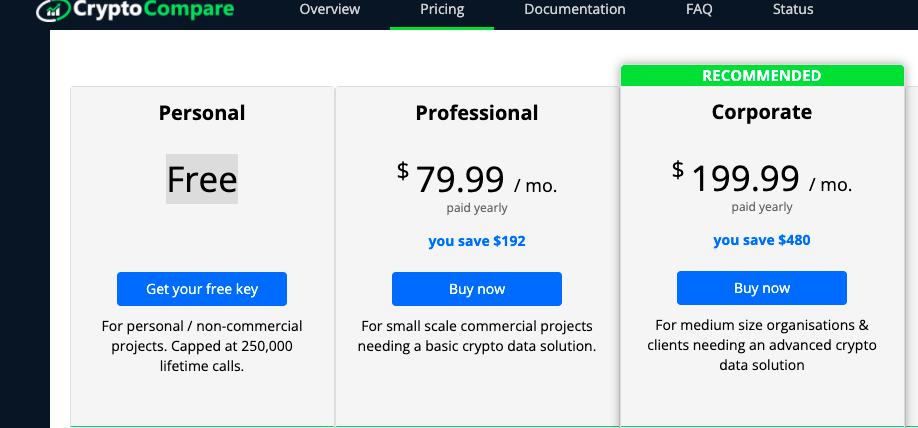 CryptoCompare
Overview Pricing Documentation FAQ Status
Personal
Free
Get your free key
For personal / non-commercial
projects. Capped at 250,000
lifetime calls.
Professional
$ 79.99 / mo.
paid yearly
you save $192
Buy now
For small scale commercial projects
needing a basic crypto data solution.
RECOMMENDED
Corporate
$ 199.99 / mo.
paid yearly
you save $480
Buy now
For medium size organisations &
clients needing an advanced crypto
data solution